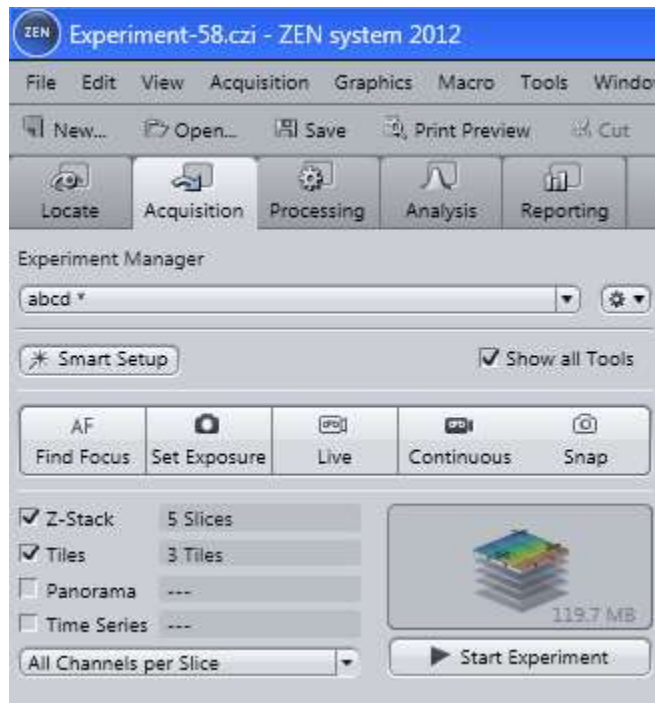 ZEN Experiment-58.czi - ZEN system 2012
File Edit View Acquisition Graphics Macro Tools Windo
New... Open... Save Print Preview Cut
Locate Acquisition Processing Analysis Reporting
Experiment Manager
abcd *
Smart Setup Show all Tools
AF
Find Focus Set Exposure Live Continuous Snap
Z-Stack 5 Slices
Tiles 3 Tiles
Panorama ---
Time Series ---
119.7 MB
All Channels per Slice Start Experiment